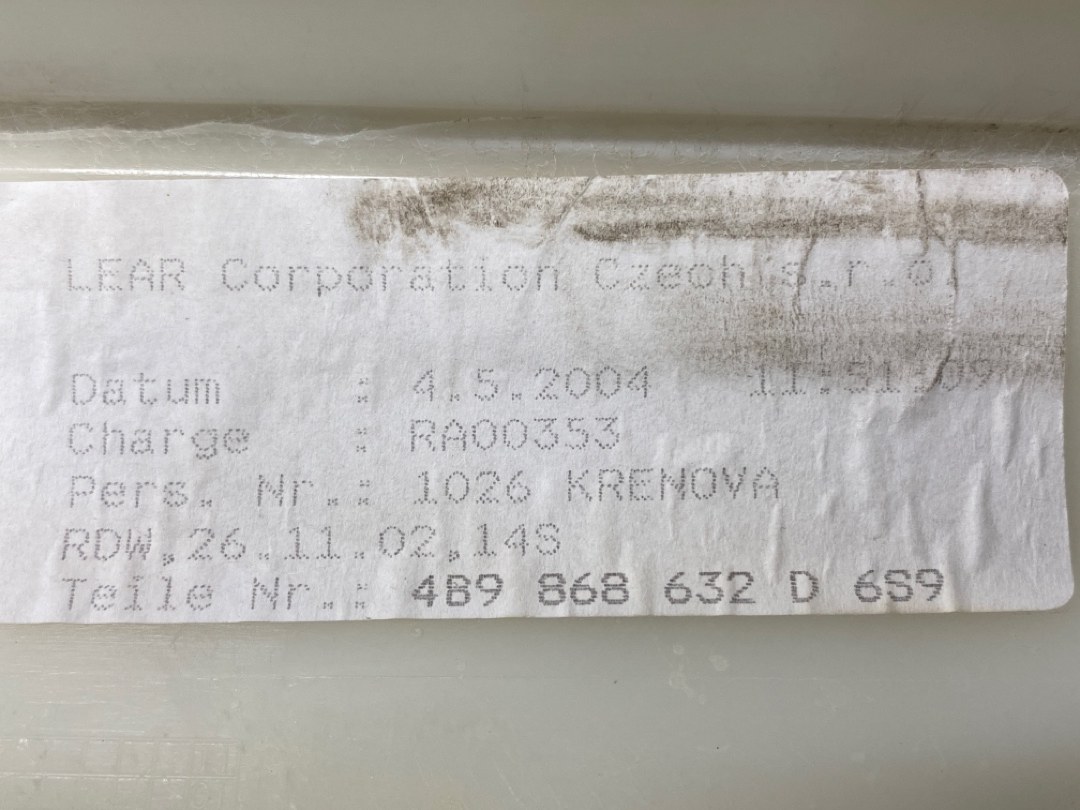 LEAR Corporation Czech s.r.o.
Datum : 4.5.2004 11:51:09
Charge : RA00353
Pers. Nr.: 1026 KRENOVA
RDW,26.11.02,14S
Teile Nr.: 4B9 868 632 D 6S9